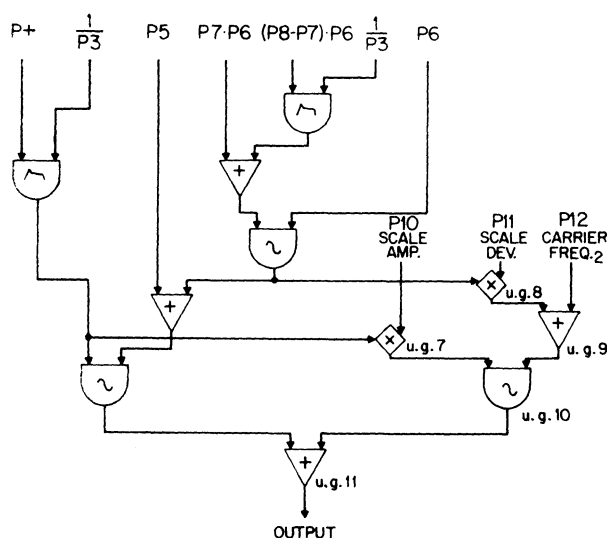 P+ 1/P3 P5 P7·P6 (P8-P7)·P6 1/P3 P6
+
P10
SCALE
AMP.
P11
SCALE
DEV.
P12
CARRIER
FREQ.2
×
u.g.8
+
+
×
u.g.7
u.g.9
u.g.10
+
u.g.11
OUTPUT